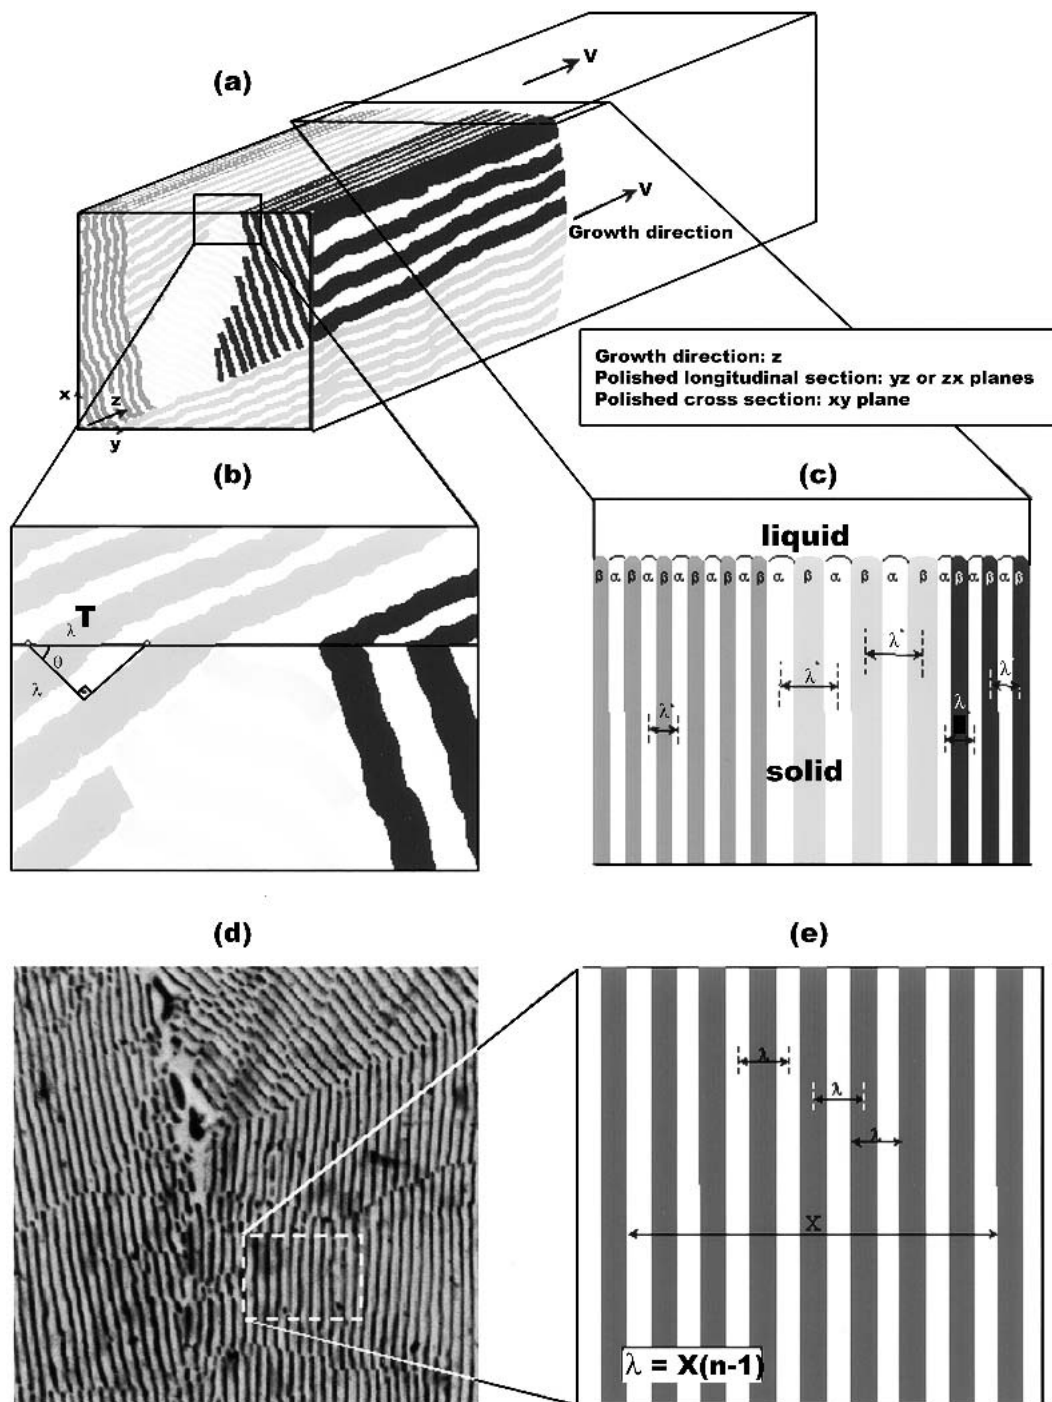 (a)
V
V
Growth direction
Growth direction: z
Polished longitudinal section: yz or zx planes
Polished cross section: xy plane
x
z
y
(b)
(c)
liquid
β α β α β α β α β α β α β α β α β α β α β α β
λ T
θ
λ
λ*
λ*
λ*
λ
λ
solid
(d)
(e)
λ
λ
λ
X
λ = X(n-1)